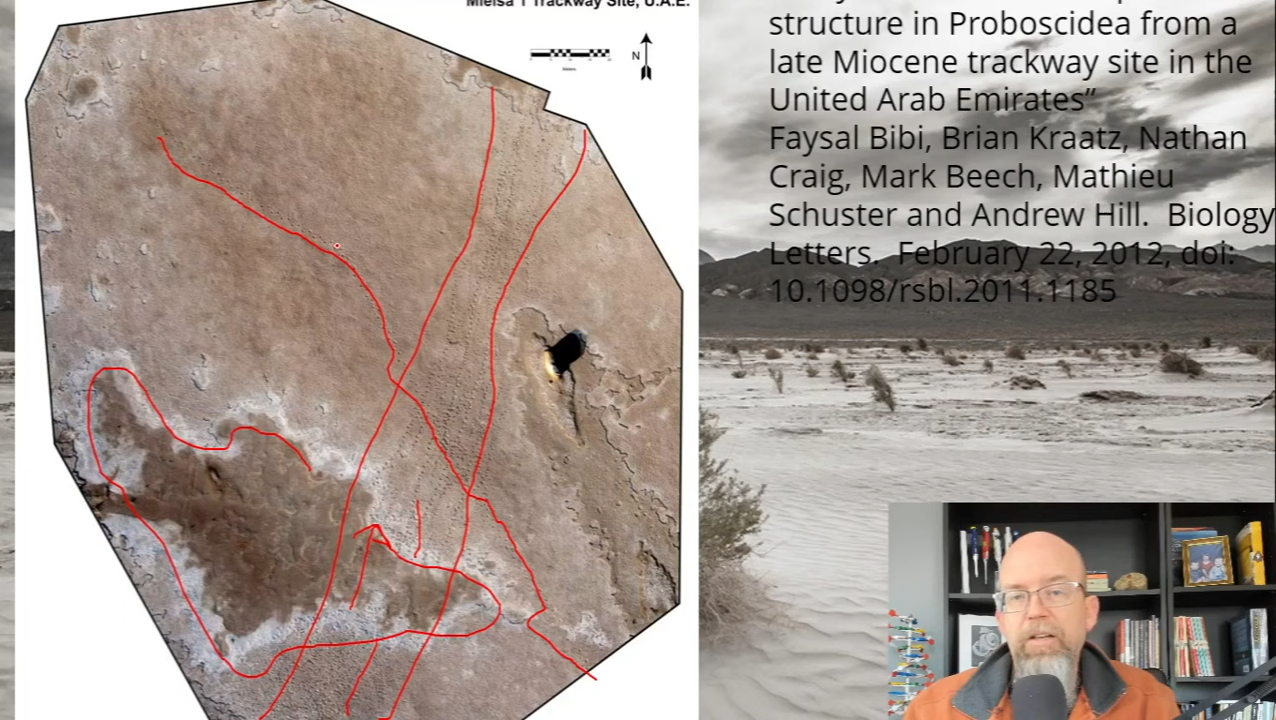 Mleisa 1 Trackway Site, U.A.E.
N
structure in Proboscidea from a
late Miocene trackway site in the
United Arab Emirates“
Faysal Bibi, Brian Kraatz, Nathan
Craig, Mark Beech, Mathieu
Schuster and Andrew Hill.  Biology
Letters.  February 22, 2012, doi:
10.1098/rsbl.2011.1185